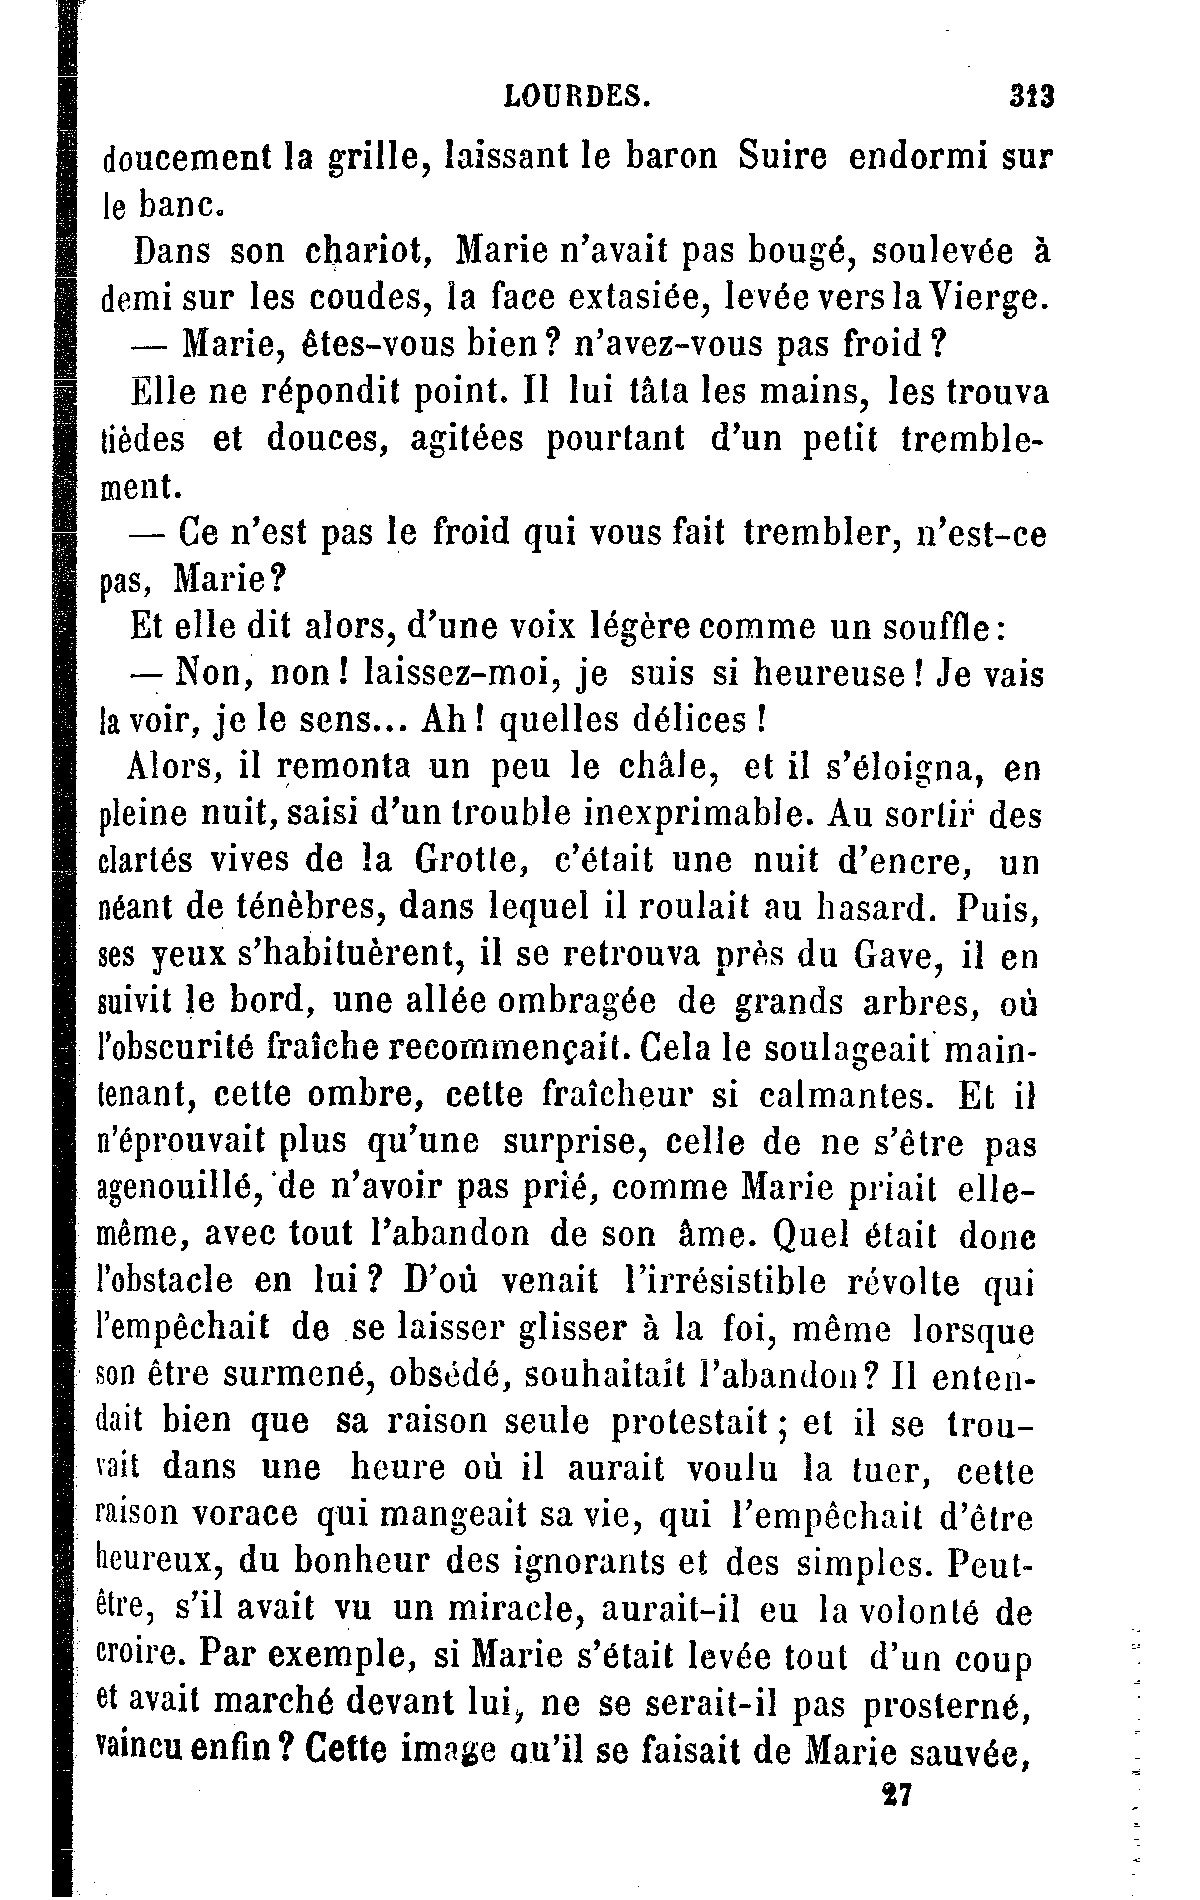 LOURDES. 313
doucement la grille, laissant le baron Suire endormi sur
le banc.
Dans son chariot, Marie n'avait pas bougé, soulevée à
demi sur les coudes, la face extasiée, levée vers la Vierge.
— Marie, êtes-vous bien ? n'avez-vous pas froid ?
Elle ne répondit point. Il lui tâta les mains, les trouva
tièdes et douces, agitées pourtant d'un petit tremble-
ment.
— Ce n'est pas le froid qui vous fait trembler, n'est-ce
pas, Marie ?
Et elle dit alors, d'une voix légère comme un souffle :
— Non, non ! laissez-moi, je suis si heureuse ! Je vais
la voir, je le sens... Ah ! quelles délices !
Alors, il remonta un peu le châle, et il s'éloigna, en
pleine nuit, saisi d'un trouble inexprimable. Au sortir des
clartés vives de la Grotte, c'était une nuit d'encre, un
néant de ténèbres, dans lequel il roulait au hasard. Puis,
ses yeux s'habituèrent, il se retrouva près du Gave, il en
suivit le bord, une allée ombragée de grands arbres, où
l'obscurité fraîche recommençait. Cela le soulageait main-
tenant, cette ombre, cette fraîcheur si calmantes. Et il
n'éprouvait plus qu'une surprise, celle de ne s'être pas
agenouillé, de n'avoir pas prié, comme Marie priait elle-
même, avec tout l'abandon de son âme. Quel était donc
l'obstacle en lui ? D'où venait l'irrésistible révolte qui
l'empêchait de se laisser glisser à la foi, même lorsque
son être surmené, obsédé, souhaitait l'abandon ? Il enten-
dait bien que sa raison seule protestait ; et il se trou-
vait dans une heure où il aurait voulu la tuer, cette
raison vorace qui mangeait sa vie, qui l'empêchait d'être
heureux, du bonheur des ignorants et des simples. Peut-
être, s'il avait vu un miracle, aurait-il eu la volonté de
croire. Par exemple, si Marie s'était levée tout d'un coup
et avait marché devant lui, ne se serait-il pas prosterné,
vaincu enfin ? Cette image qu'il se faisait de Marie sauvée,
27